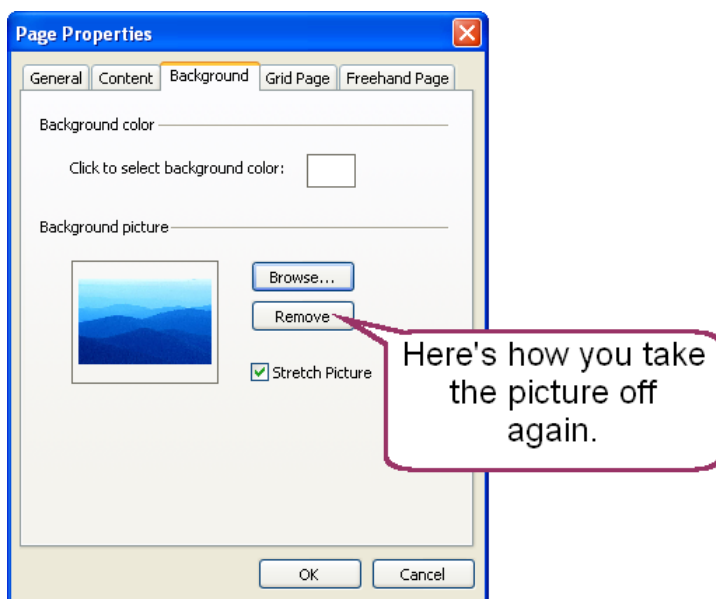 Page Properties
General Content Background Grid Page Freehand Page
Background color
Click to select background color:
Background picture
Browse...
Remove
Stretch Picture
Here's how you take
the picture off
again.
OK Cancel